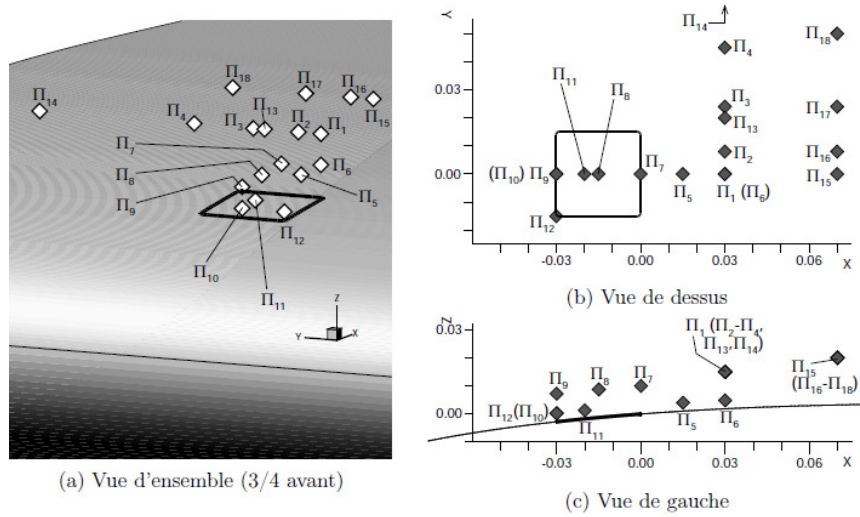 Π18
Π17
Π16
Π14
Π13
Π15
Π4
Π3
Π2
Π1
Π7
Π8
Π6
Π9
Π5
Π12
Π10
Π11
Z
Y
X
(a) Vue d'ensemble (3/4 avant)
Y
Π14
Π18
Π4
Π11
Π8
0.03
Π3
Π17
Π13
Π2
Π16
0.00
(Π10) Π9
Π7
Π5
Π1 (Π6)
Π15
Π12
-0.03
0.00
0.03
0.06
X
(b) Vue de dessus
Z
0.03
Π1 (Π2-Π4,
Π13,Π14)
Π9
Π8
Π7
Π15
(Π16-Π18)
0.00
Π12(Π10)
Π11
Π5
Π6
-0.03
0.00
0.03
0.06
X
(c) Vue de gauche